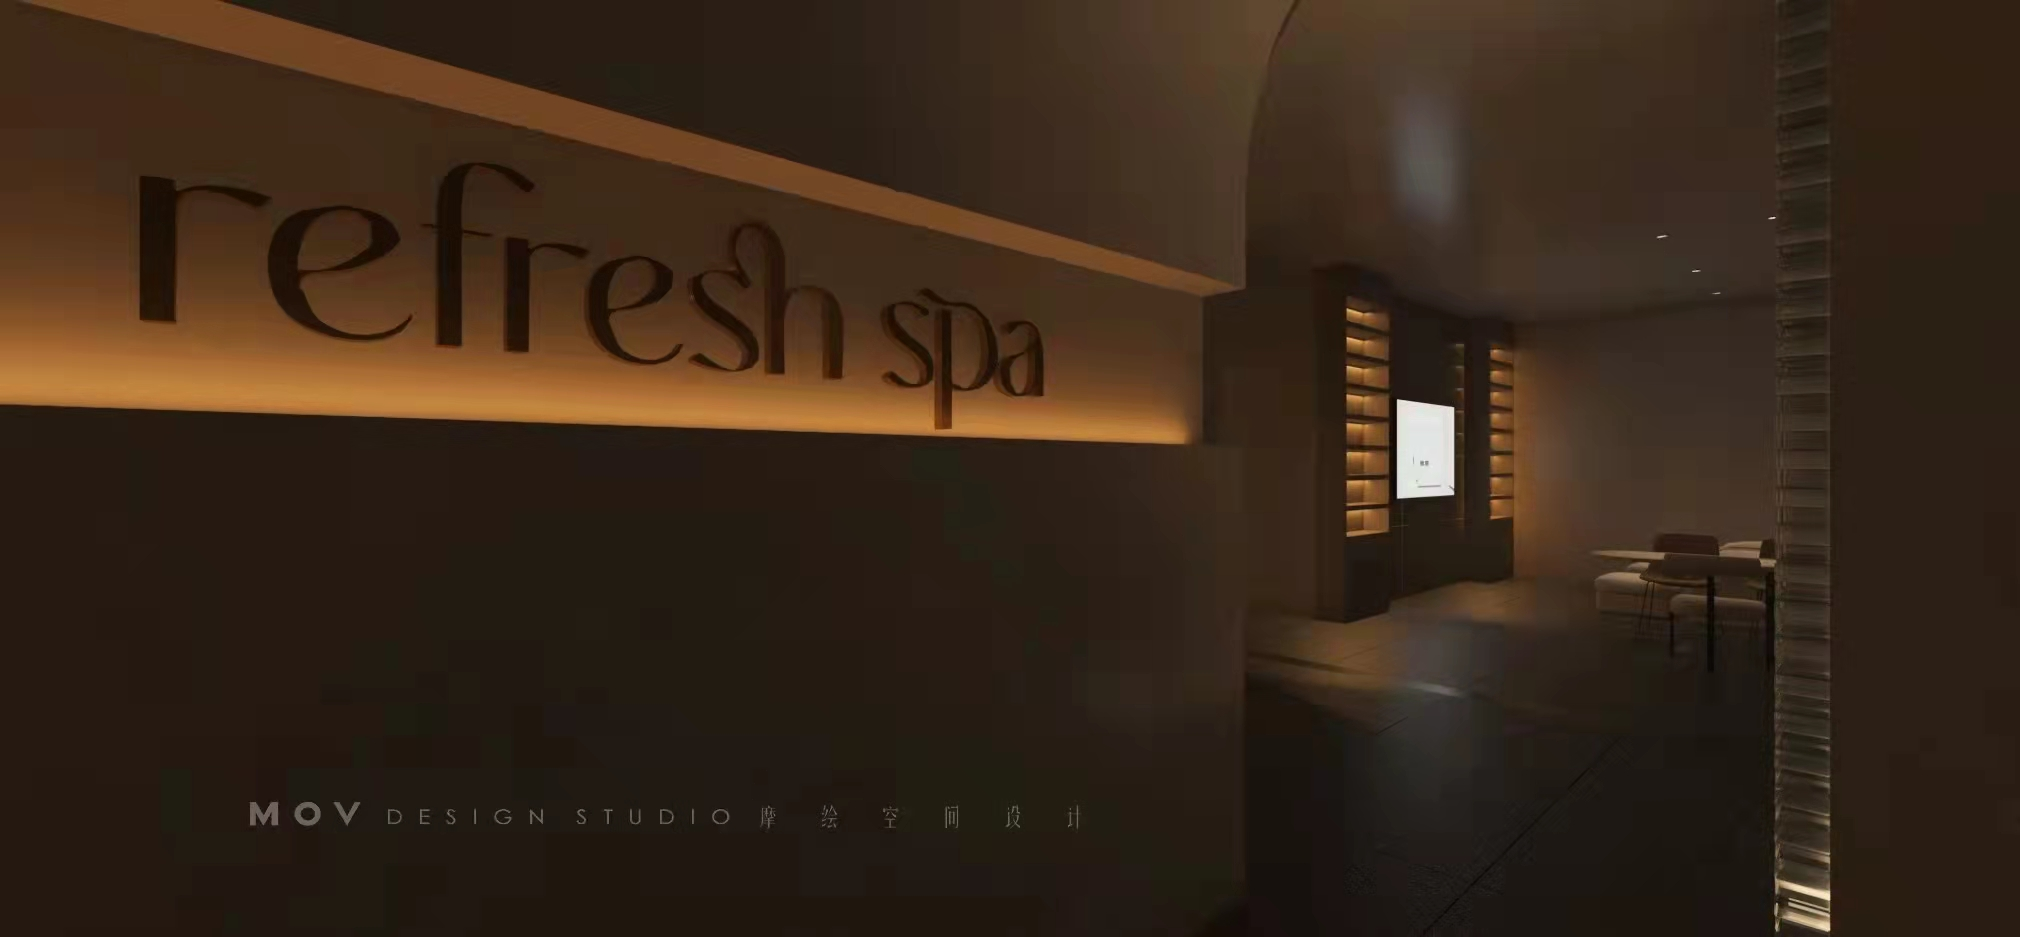 refresh spa
MOV DESIGN STUDIO 摩绘空间设计